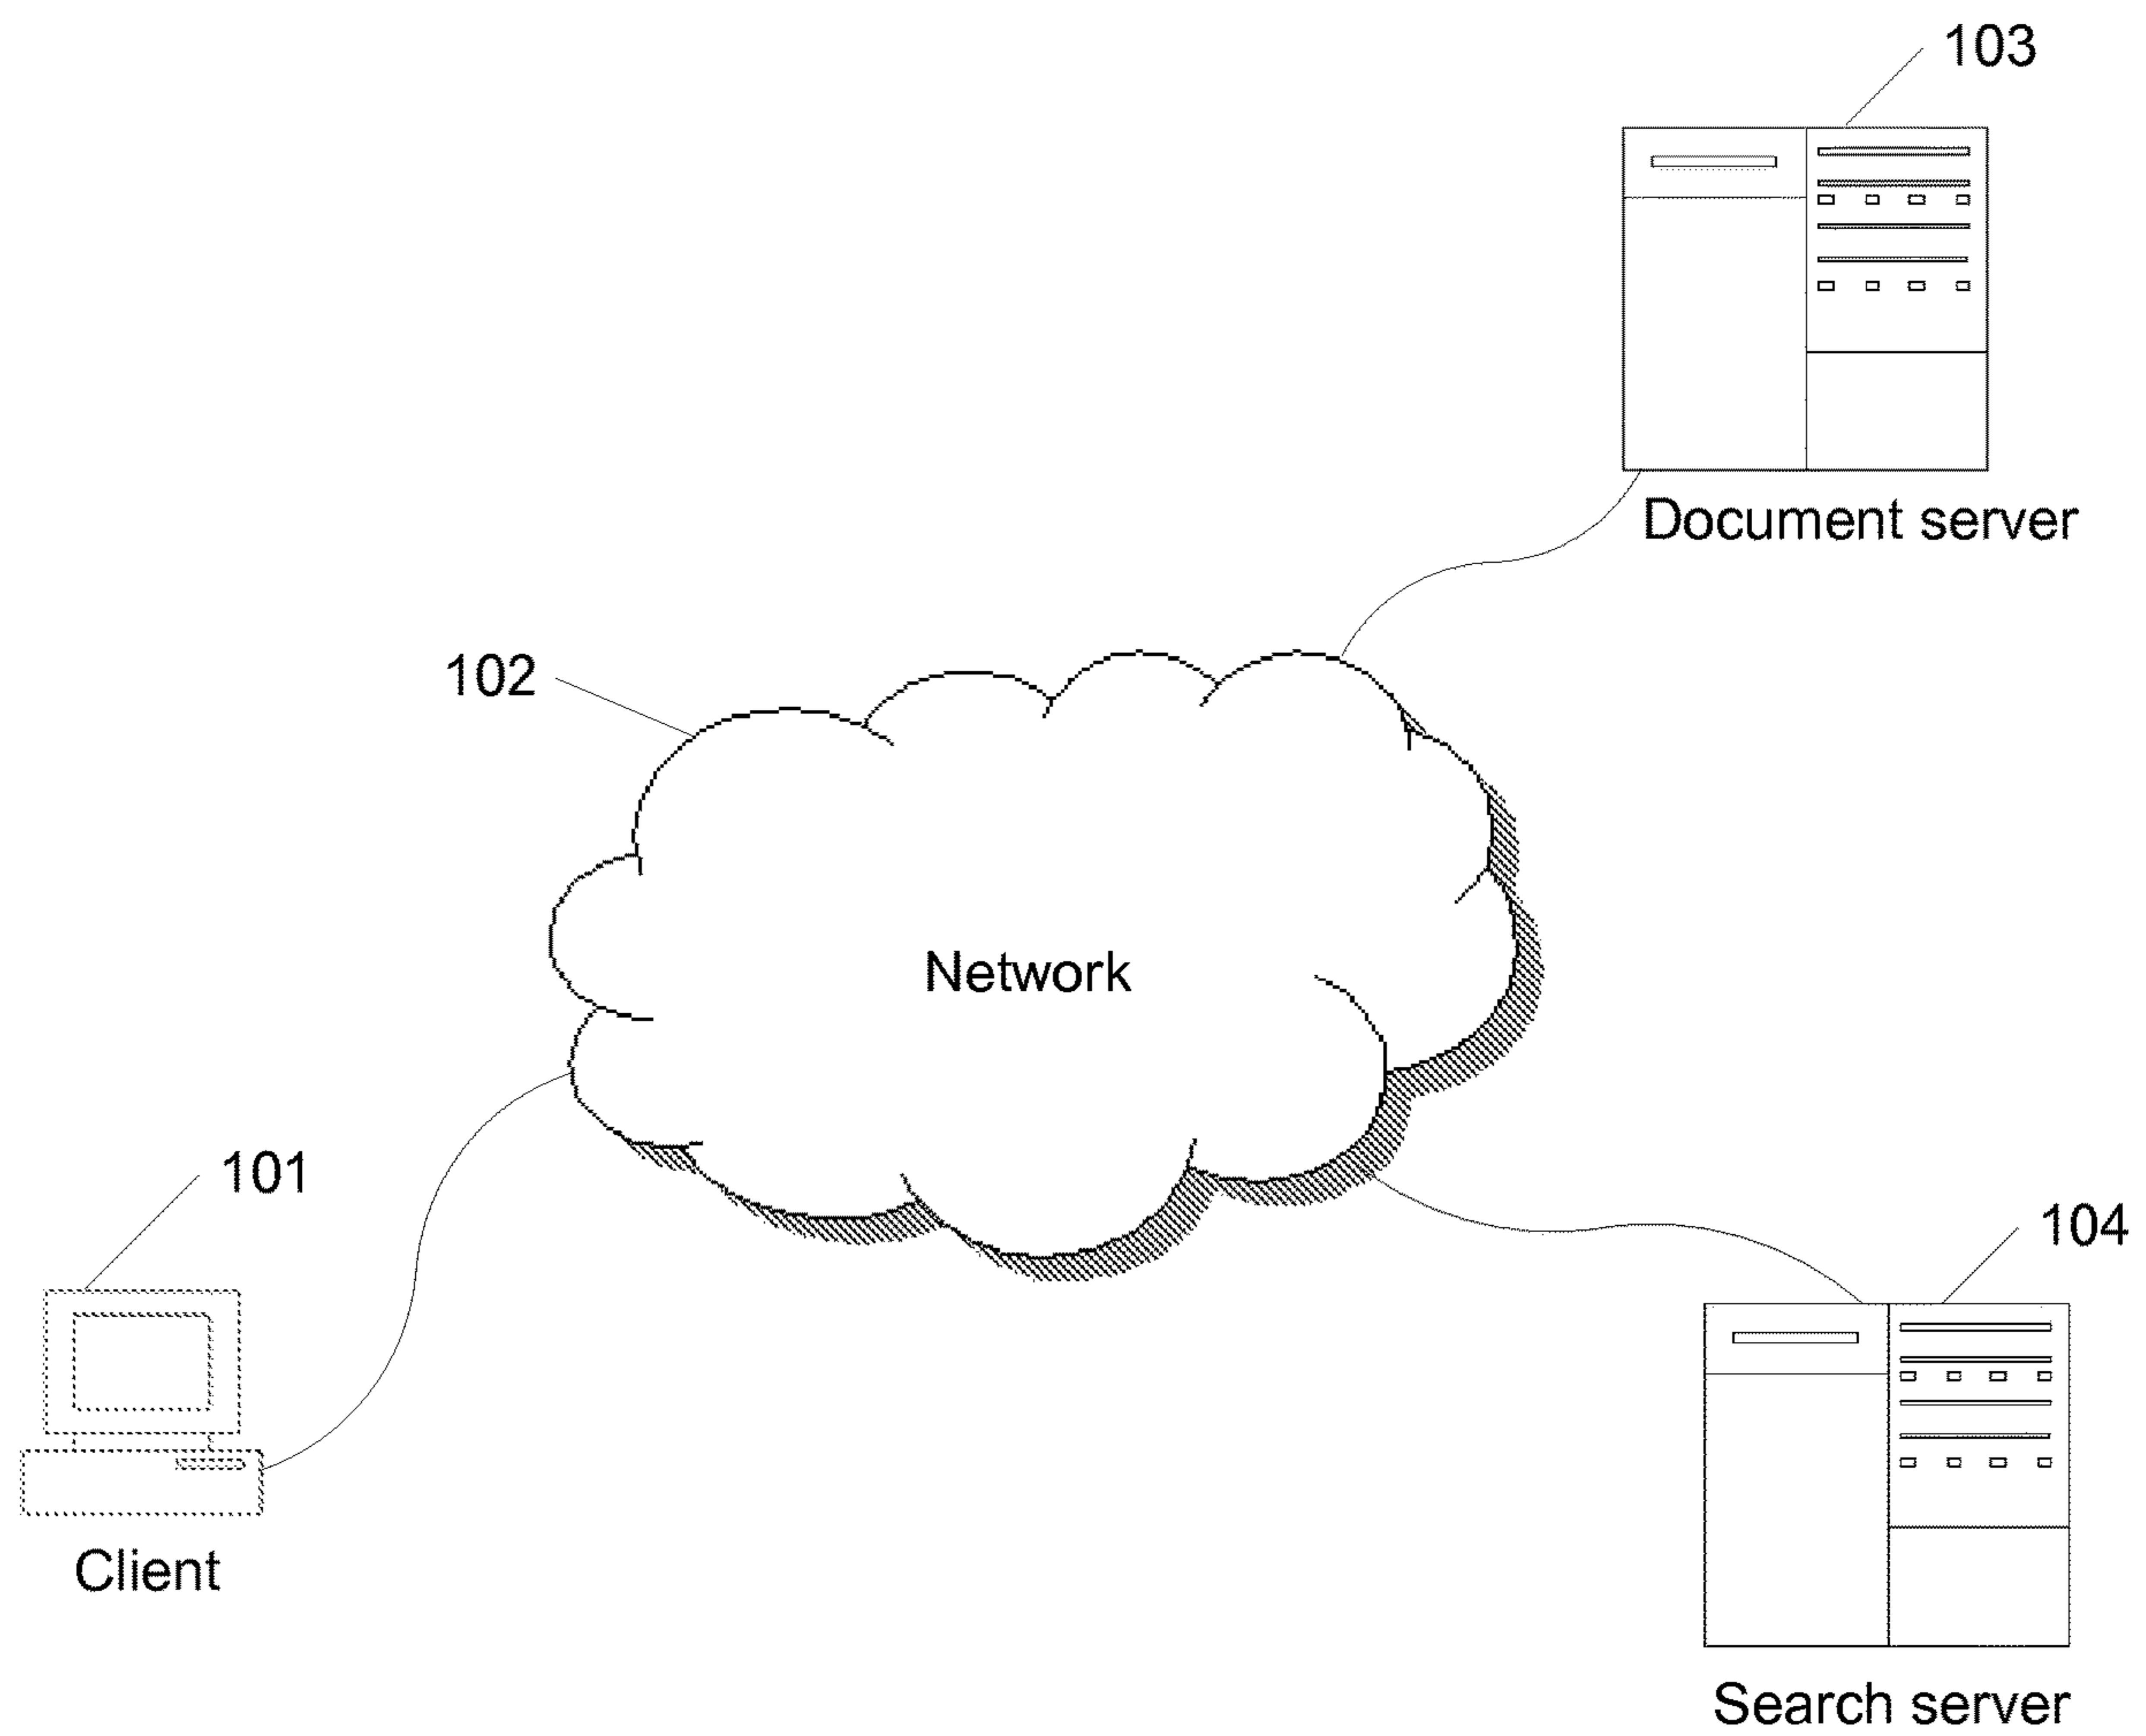 103
Document server
102
Network
101
104
Client
Search server